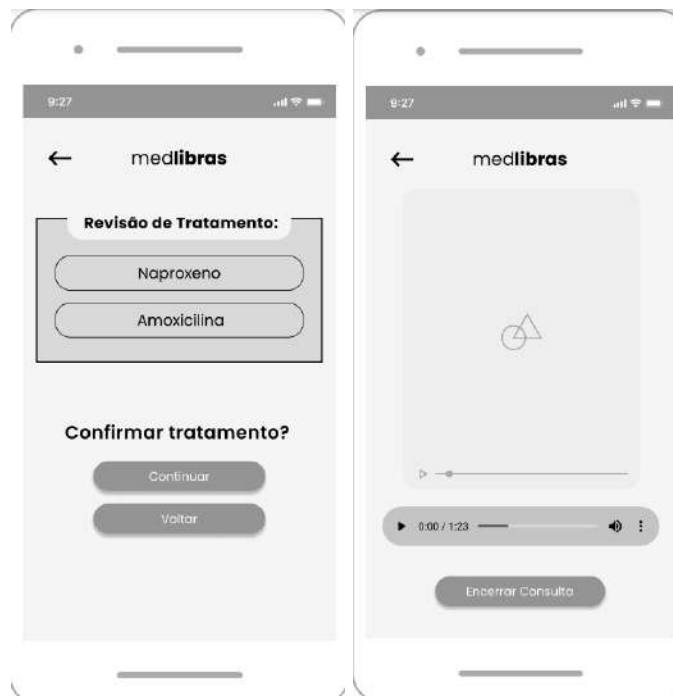 9:27
medlibras
Revisão de Tratamento:
Naproxeno
Amoxicilina
Confirmar tratamento?
Continuar
Voltar
9:27
medlibras
0:00 / 1:23
Encerrar Consulta